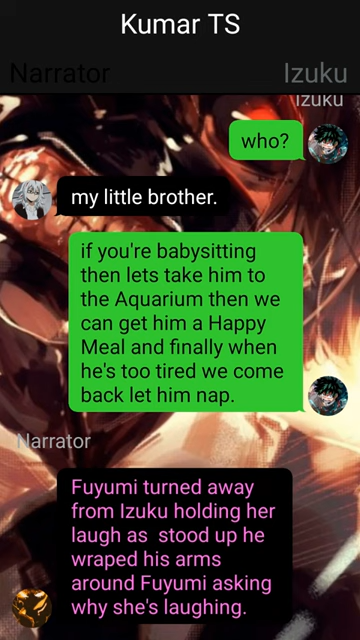 Kumar TS
Narrator
Izuku
Izuku
who?
my little brother.
if you're babysitting
then lets take him to
the Aquarium then we
can get him a Happy
Meal and finally when
he's too tired we come
back let him nap.
Narrator
Fuyumi turned away
from Izuku holding her
laugh as  stood up he
wraped his arms
around Fuyumi asking
why she's laughing.